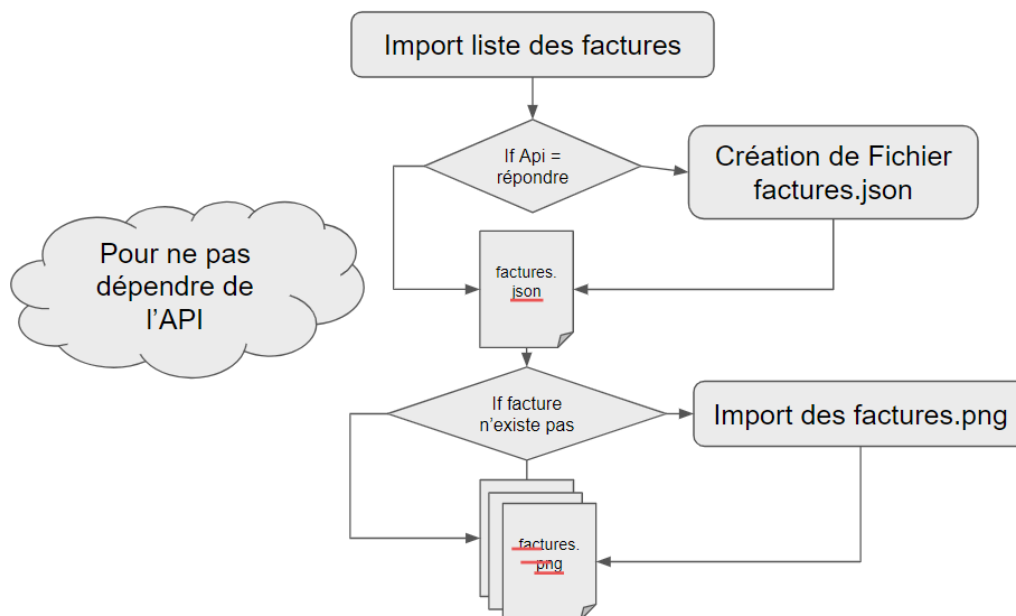 Import liste des factures
If Api =
répondre
Création de Fichier
factures.json
Pour ne pas
dépendre de
l'API
factures.
json
If facture
n'existe pas
Import des factures.png
factures.
png